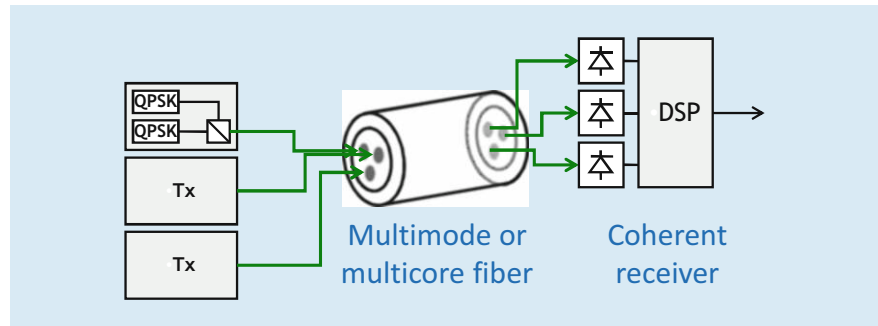 QPSK
QPSK
Tx
Tx
DSP
Multimode or
multicore fiber
Coherent
receiver